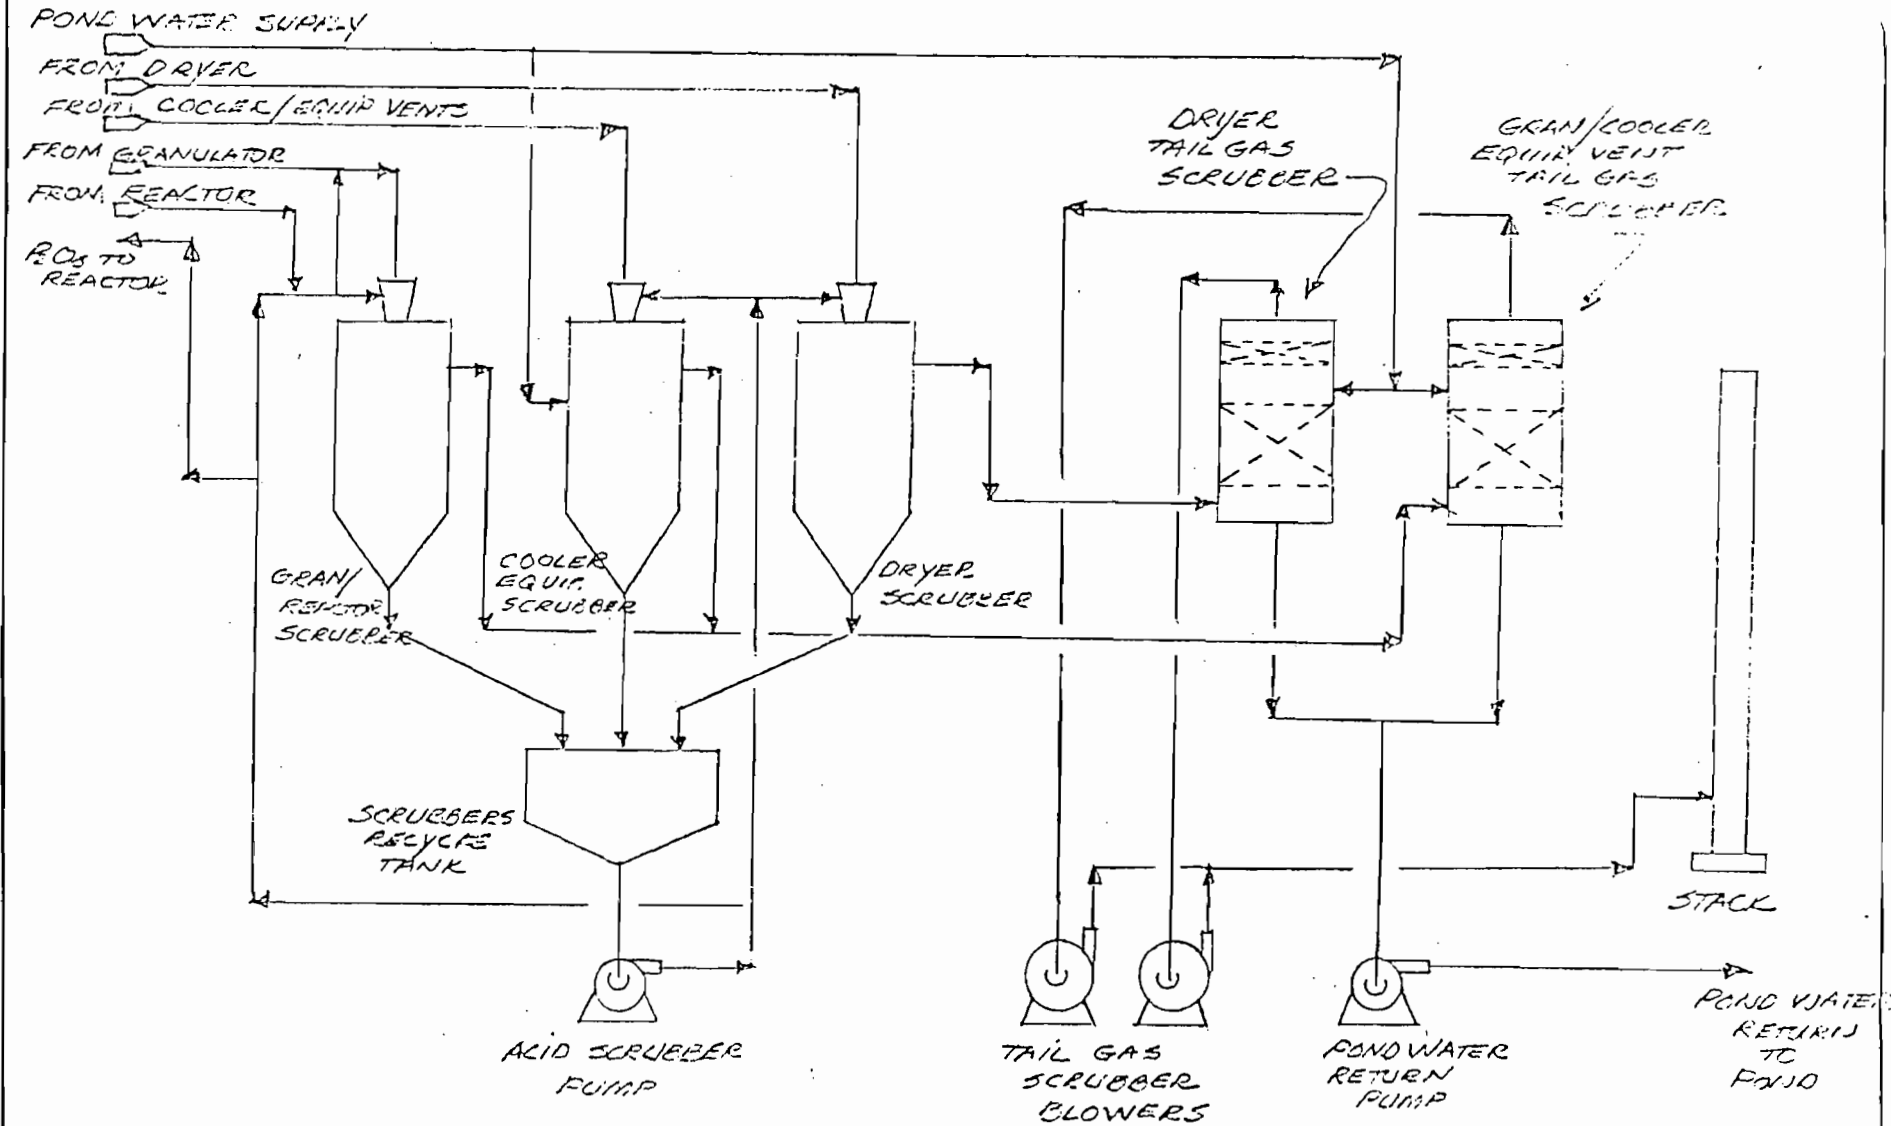 POND WATER SUPPLY
FROM DRYER
FROM COOLER/EQUIP VENTS
FROM GRANULATOR
FROM REACTOR
P2O5 TO
REACTOR
DRYER
TAIL GAS
SCRUBBER
GRAN/COOLER
EQUIP VENT
TAIL GAS
SCRUBBER
GRAN/
REACTOR
SCRUBBER
COOLER
EQUIP.
SCRUBBER
DRYER
SCRUBBER
SCRUBBERS
RECYCLE
TANK
STACK
ACID SCRUBBER
PUMP
TAIL GAS
SCRUBBER
BLOWERS
POND WATER
RETURN
PUMP
POND WATER
RETURN
TO
POND